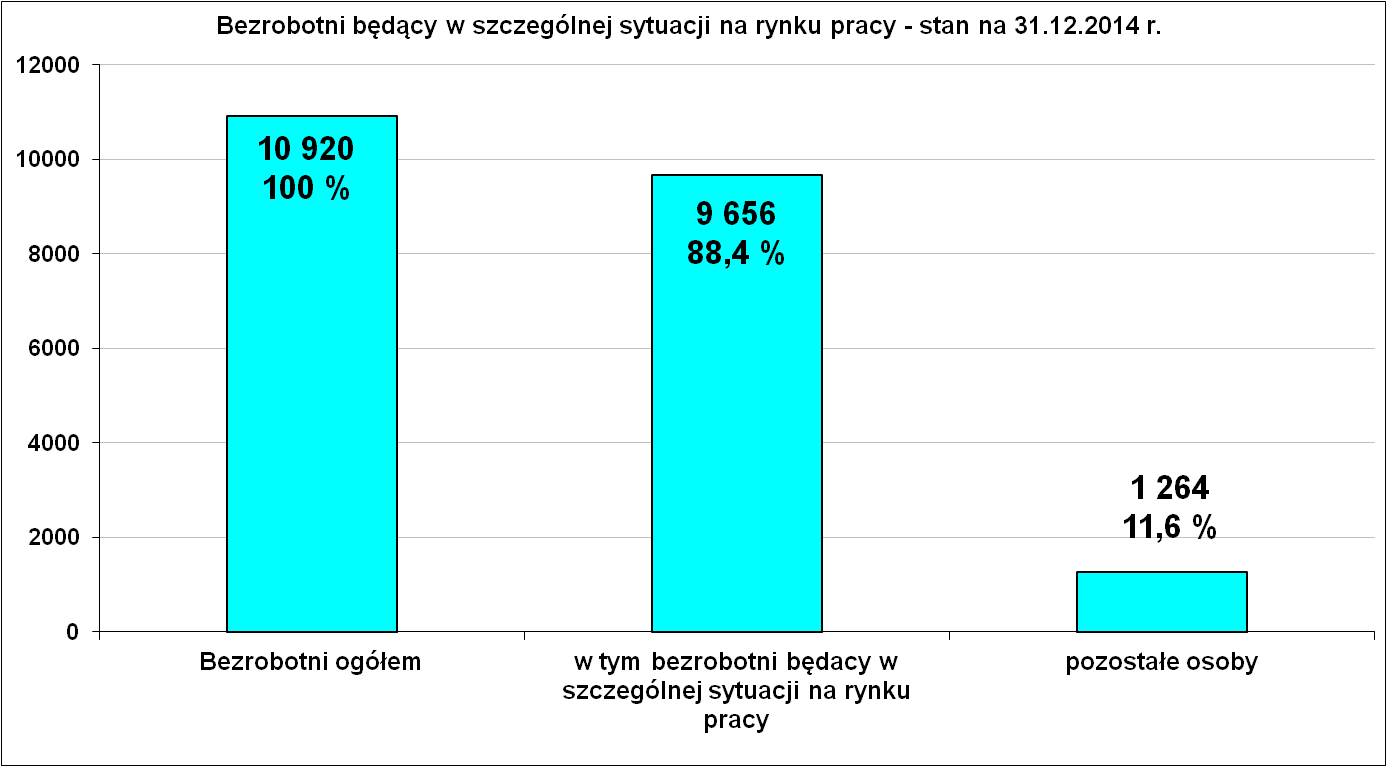 Bezrobotni będący w szczególnej sytuacji na rynku pracy - stan na 31.12.2014 r.
12000
10000
8000
6000
4000
2000
0
10 920
100 %
9 656
88,4 %
1 264
11,6 %
Bezrobotni ogółem
w tym bezrobotni będacy w
szczególnej sytuacji na rynku
pracy
pozostałe osoby